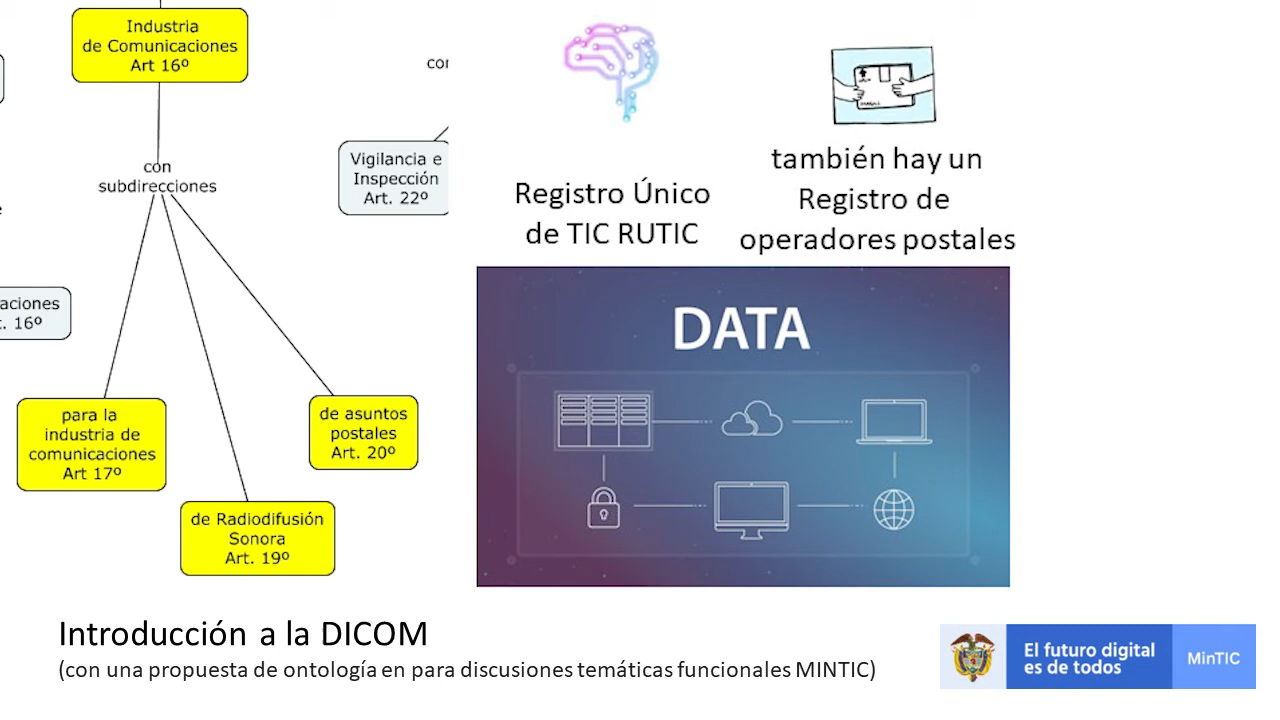 Industria
de Comunicaciones
Art 16º
con
subdirecciones
Vigilancia e
Inspección
Art. 22º
. 16º
para la
industria de
comunicaciones
Art 17º
de Radiodifusión
Sonora
Art. 19º
de asuntos
postales
Art. 20º
Registro Único
de TIC RUTIC
también hay un
Registro de
operadores postales
DATA
Introducción a la DICOM
(con una propuesta de ontología en para discusiones temáticas funcionales MINTIC)
El futuro digital
es de todos
MinTIC